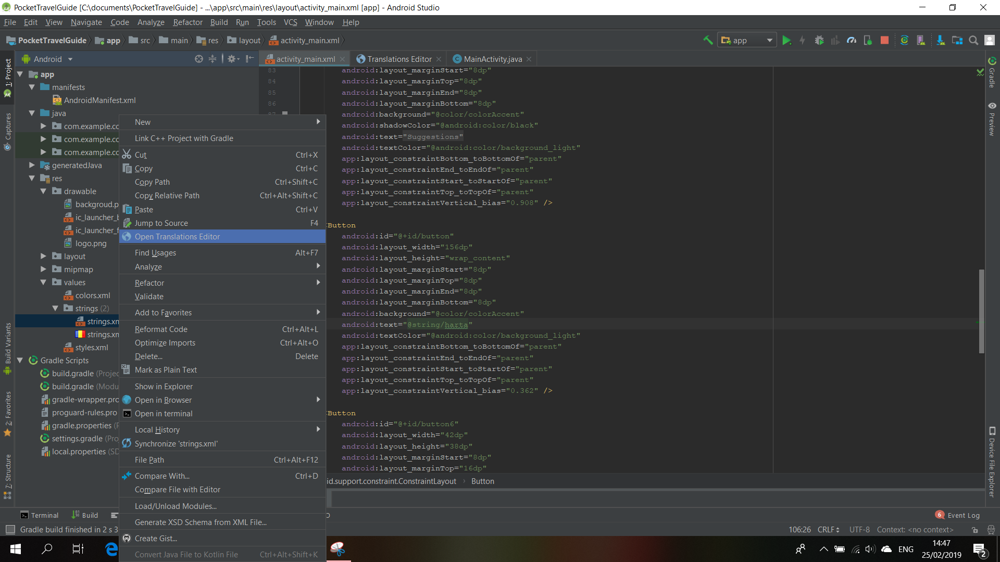 PocketTravelGuide [C:\documents\PocketTravelGuide] - ...\app\src\main\res\layout\activity_main.xml [app] - Android Studio
File Edit View Navigate Code Analyze Refactor Build Run Tools VCS Window Help
PocketTravelGuide app src main res layout activity_main.xml
app
Android
activity_main.xml
Translations Editor
MainActivity.java
1: Project
Captures
Build Variants
2: Favorites
7: Structure
app
manifests
AndroidManifest.xml
java
com.example.co
com.example.co
com.example.co
generatedJava
res
drawable
backgroud.p
ic_launcher_b
ic_launcher_f
logo.png
layout
mipmap
values
colors.xml
strings (2)
strings.xm
strings.xm
styles.xml
Gradle Scripts
build.gradle (Projec
build.gradle (Modu
gradle-wrapper.pro
proguard-rules.pro
gradle.properties (P
settings.gradle (Pro
local.properties (SD
New
Link C++ Project with Gradle
Cut Ctrl+X
Copy Ctrl+C
Copy Path Ctrl+Shift+C
Copy Relative Path Ctrl+Alt+Shift+C
Paste Ctrl+V
Jump to Source F4
Open Translations Editor
Find Usages Alt+F7
Analyze
Refactor
Validate
Add to Favorites
Reformat Code Ctrl+Alt+L
Optimize Imports Ctrl+Alt+O
Delete... Delete
Mark as Plain Text
Show in Explorer
Open in Browser
Open in terminal
Local History
Synchronize 'strings.xml'
File Path Ctrl+Alt+F12
Compare With... Ctrl+D
Compare File with Editor
Load/Unload Modules...
Generate XSD Schema from XML File...
Create Gist...
Convert Java File to Kotlin File Ctrl+Alt+Shift+K
83 android:layout_marginStart="8dp"
84 android:layout_marginTop="8dp"
85 android:layout_marginEnd="8dp"
86 android:layout_marginBottom="8dp"
87 android:background="@color/colorAccent"
android:shadowColor="@android:color/black"
android:text="Suggestions"
android:textColor="@android:color/background_light"
app:layout_constraintBottom_toBottomOf="parent"
app:layout_constraintEnd_toEndOf="parent"
app:layout_constraintStart_toStartOf="parent"
app:layout_constraintTop_toTopOf="parent"
app:layout_constraintVertical_bias="0.908" />
<Button
android:id="@+id/button"
android:layout_width="156dp"
android:layout_height="wrap_content"
android:layout_marginStart="8dp"
android:layout_marginTop="8dp"
android:layout_marginEnd="8dp"
android:layout_marginBottom="8dp"
android:background="@color/colorAccent"
android:text="@string/harta"
android:textColor="@android:color/background_light"
app:layout_constraintBottom_toBottomOf="parent"
app:layout_constraintEnd_toEndOf="parent"
app:layout_constraintStart_toStartOf="parent"
app:layout_constraintTop_toTopOf="parent"
app:layout_constraintVertical_bias="0.362" />
<Button
android:id="@+id/button6"
android:layout_width="42dp"
android:layout_height="38dp"
android:layout_marginStart="8dp"
android:layout_marginTop="16dp"
id.support.constraint.ConstraintLayout › Button
Gradle
Preview
Device File Explorer
Terminal
Build
6 Event Log
Gradle build finished in 2 s 3
106:26 CRLF UTF-8 Context: <no context>
ENG
14:47
25/02/2019
2